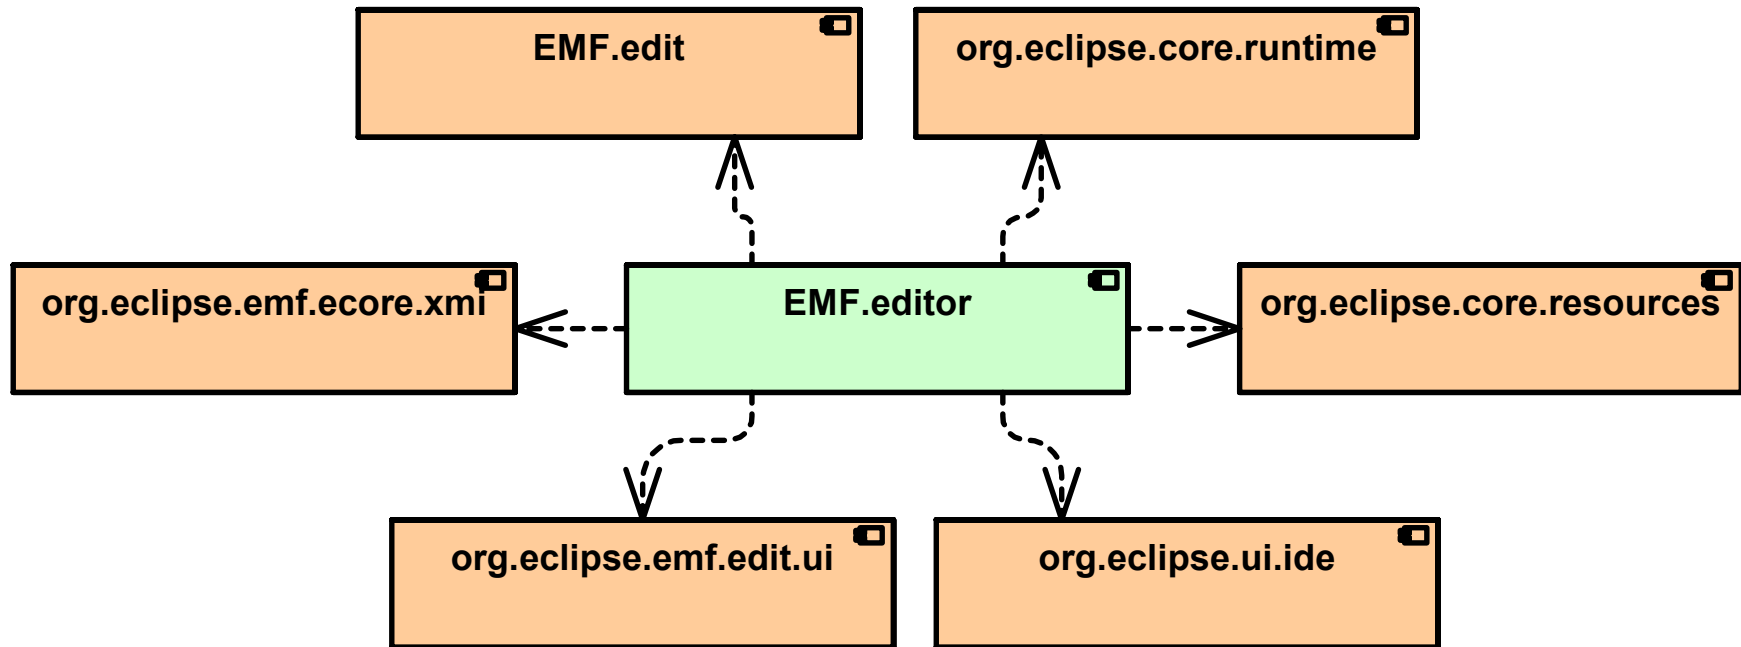 EMF.edit
org.eclipse.core.runtime
org.eclipse.emf.ecore.xmi
EMF.editor
org.eclipse.core.resources
org.eclipse.emf.edit.ui
org.eclipse.ui.ide